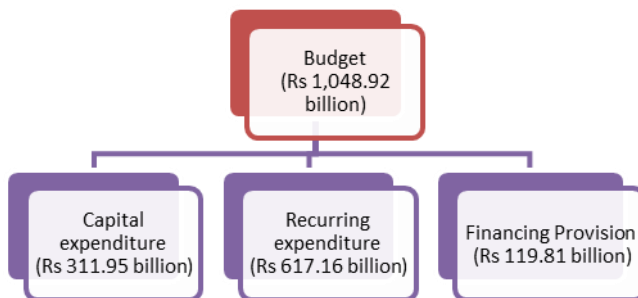 Budget
(Rs 1,048.92
billion)
Capital
expenditure
(Rs 311.95 billion)
Recurring
expenditure
(Rs 617.16 billion)
Financing Provision
(Rs 119.81 billion)